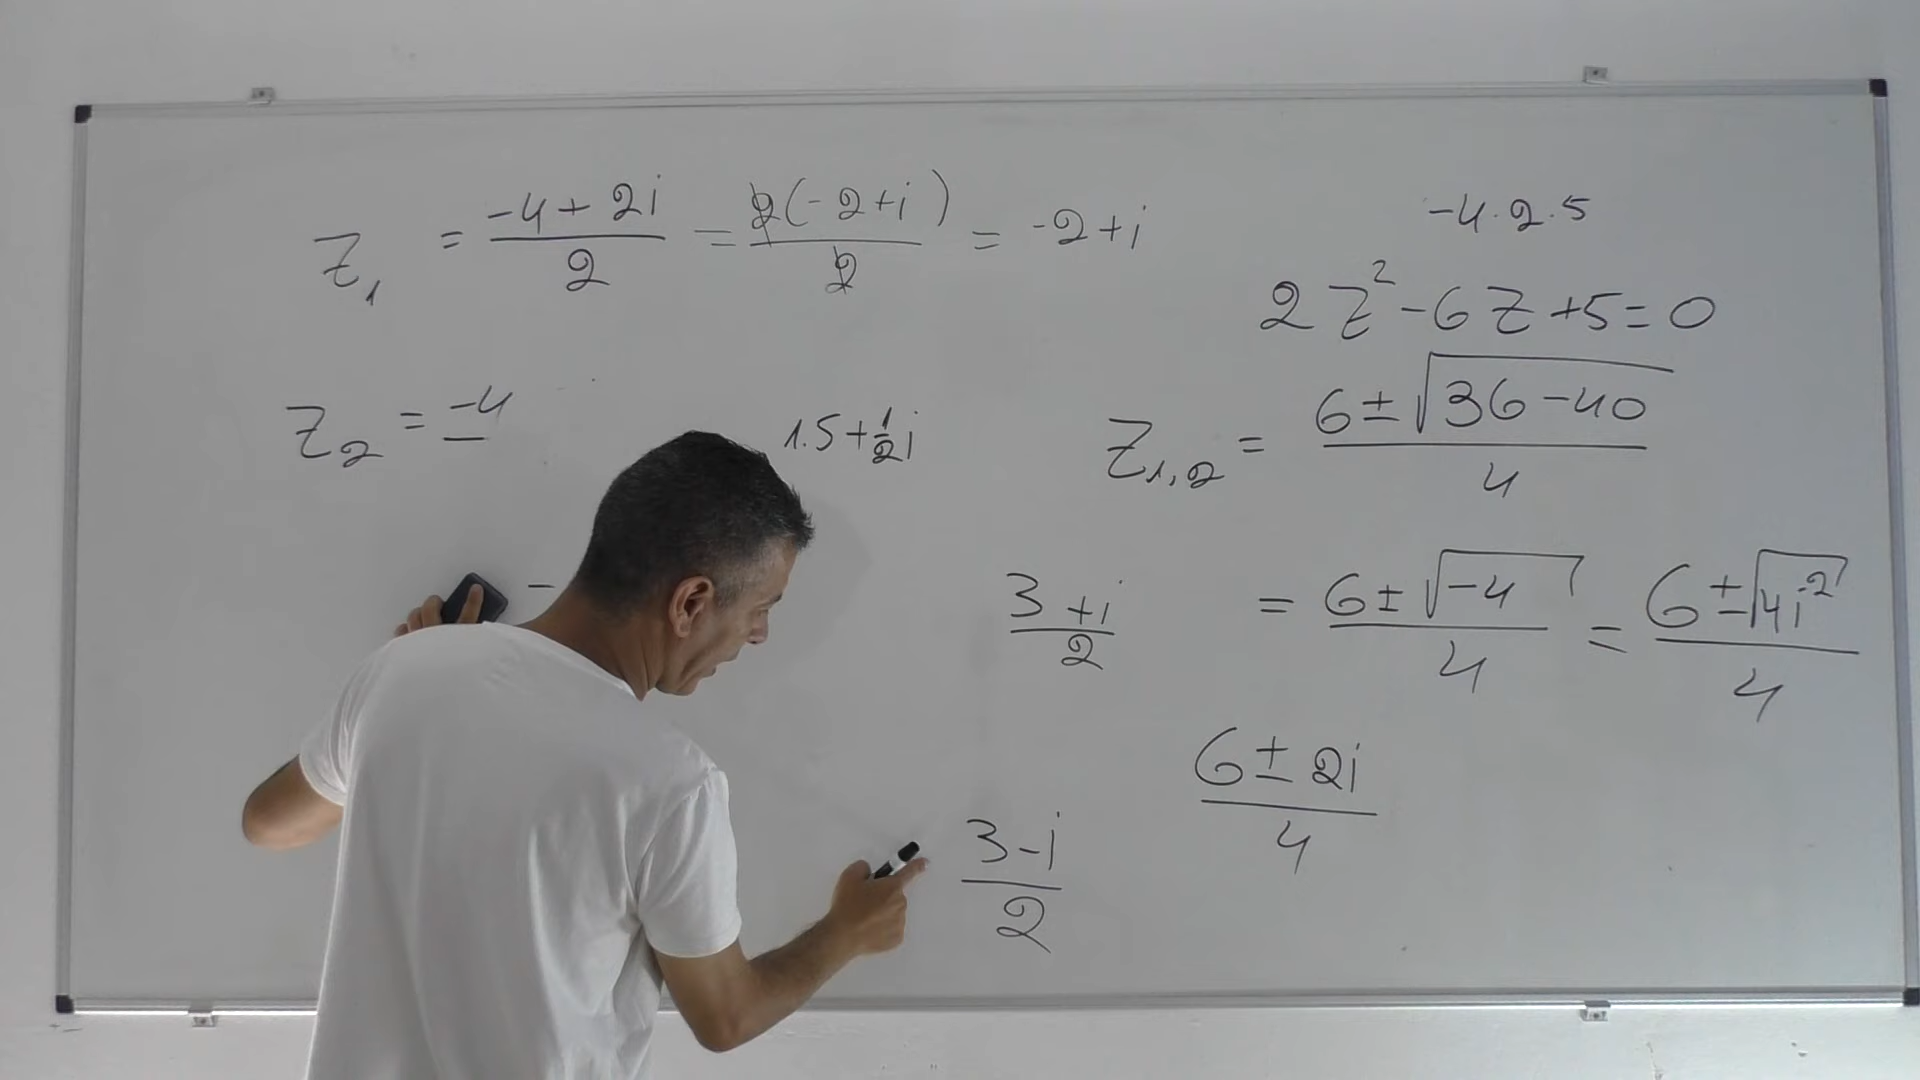 z₁ = (-4 + 2i)/2 = 2(-2+i)/2 = -2+i
z₂ = -4
1.5+1/2 i
-
-4·2·5
2z²-6z+5=0
z₁,₂ = (6±√(36-40))/4
= (6±√(-4))/4 = (6±√(4i²))/4
(3+i)/2
(6±2i)/4
(3-i)/2